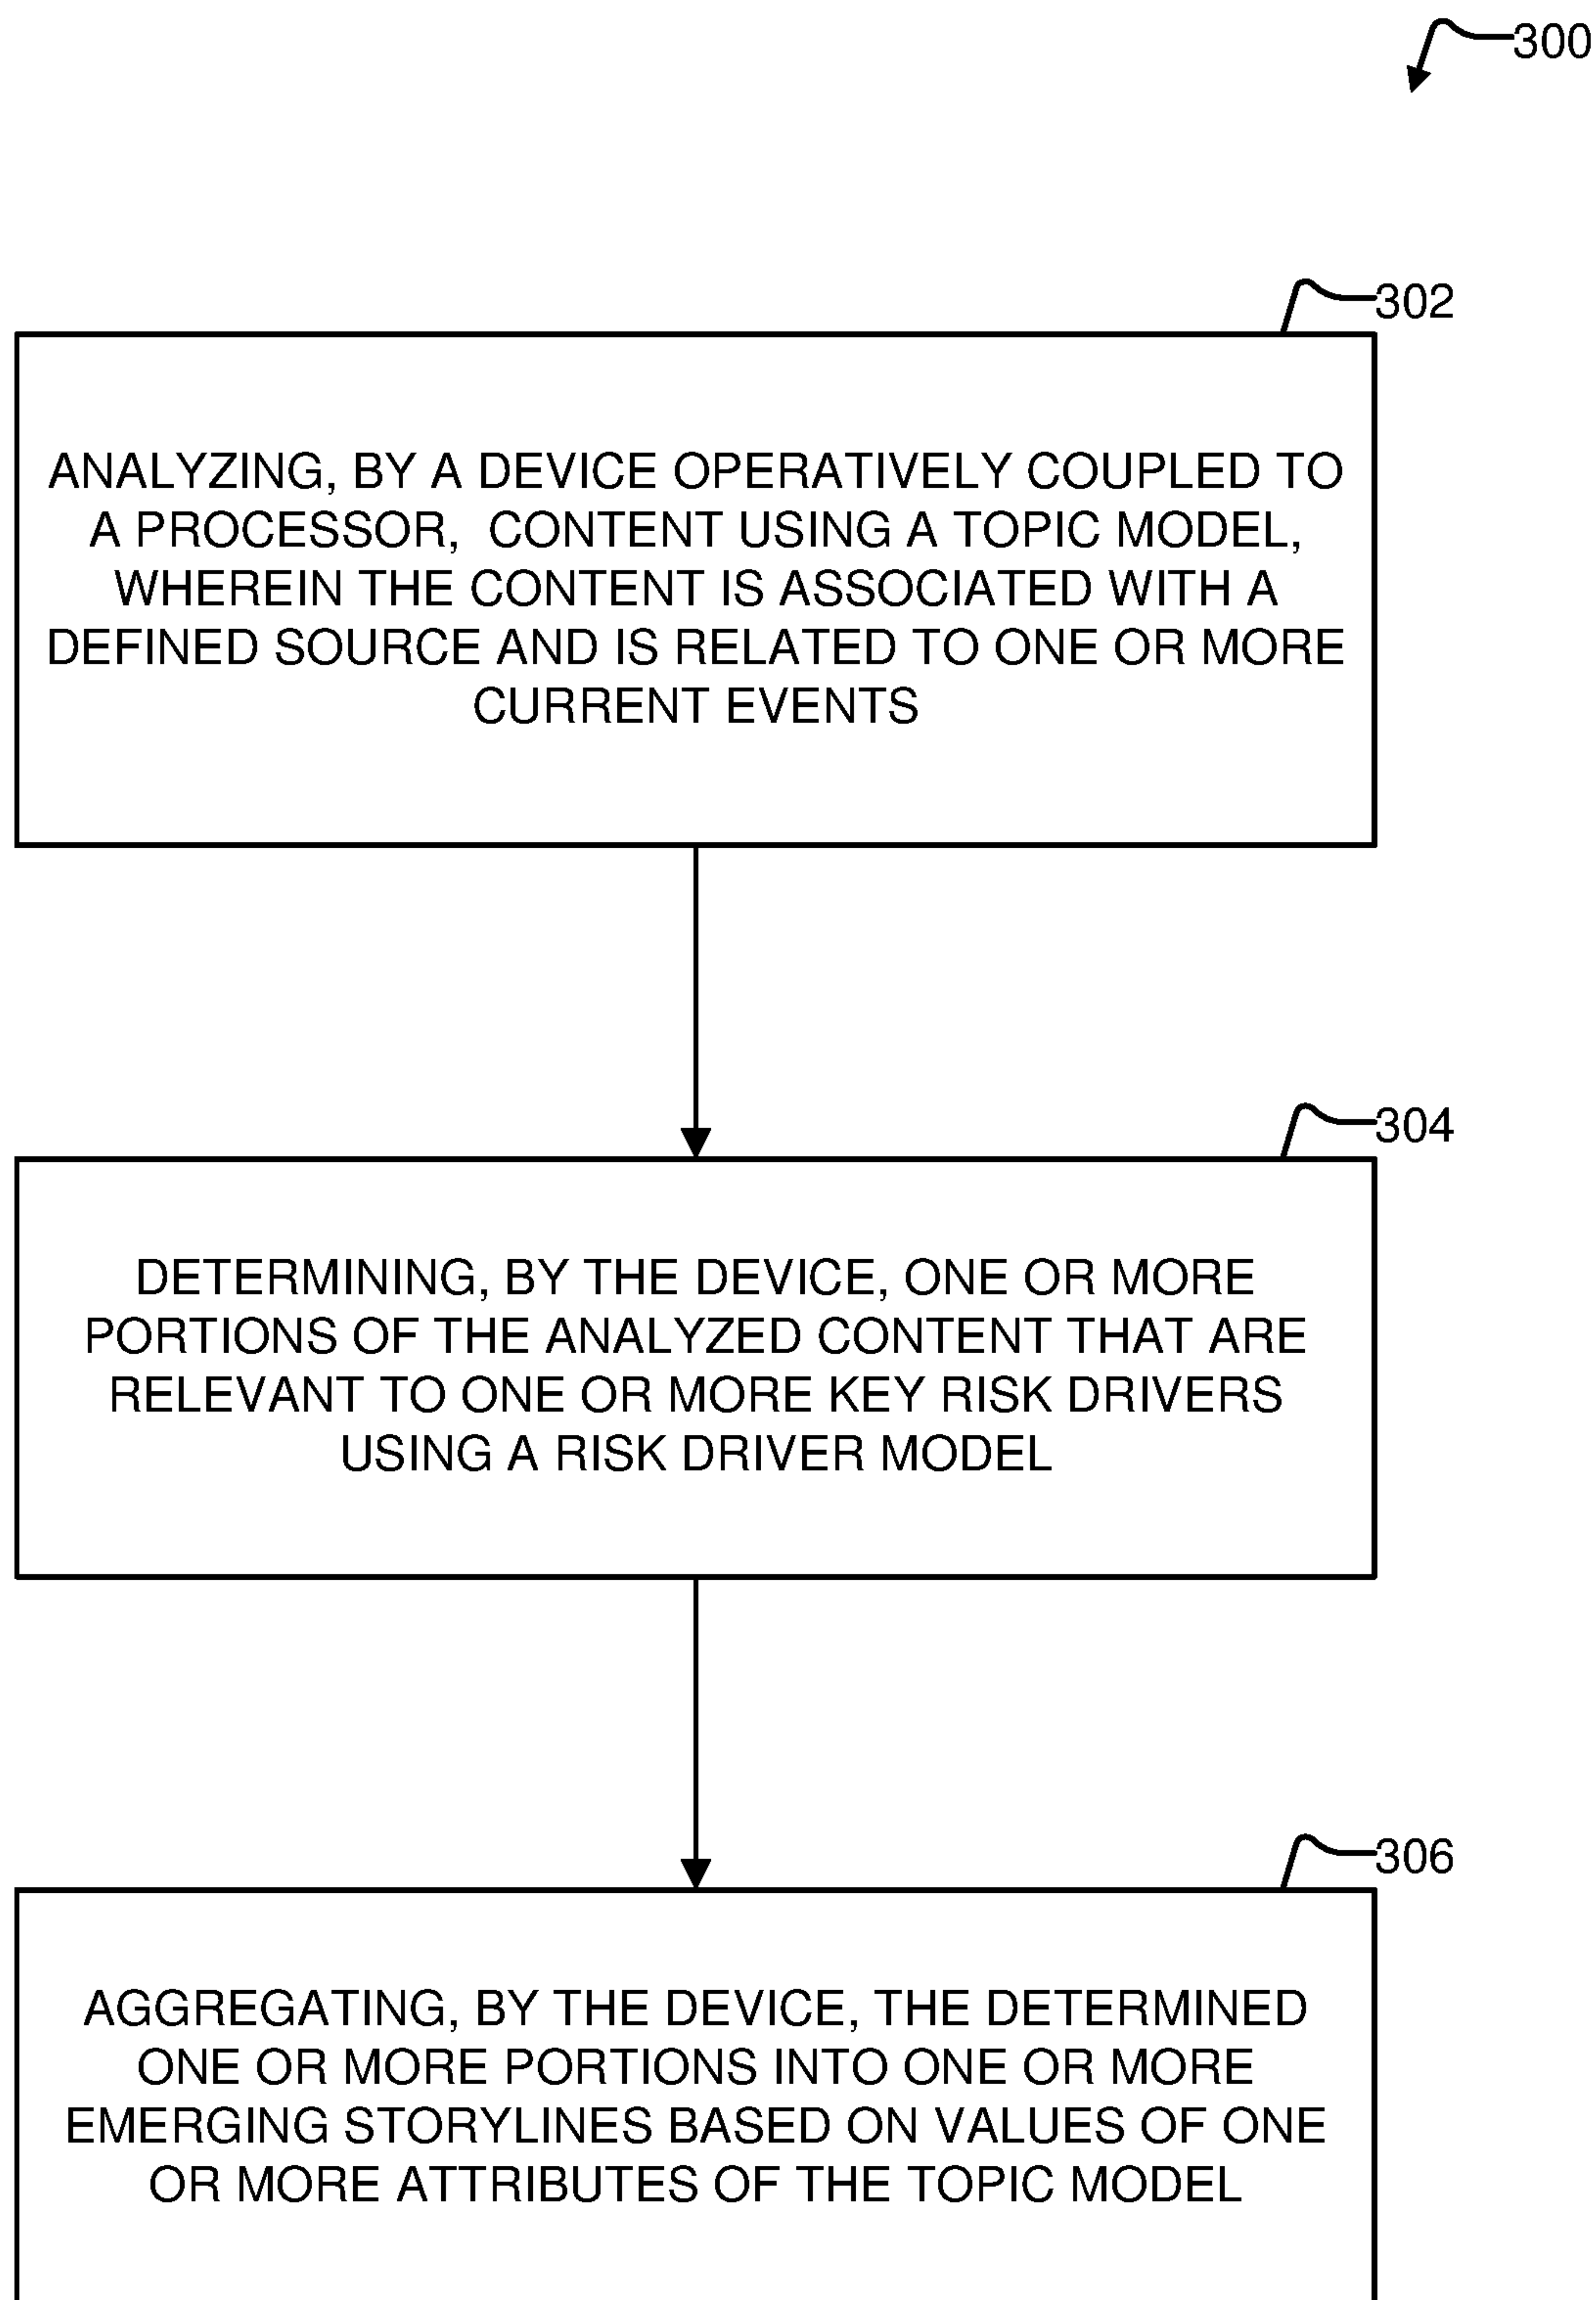 300
302
ANALYZING, BY A DEVICE OPERATIVELY COUPLED TO
A PROCESSOR, CONTENT USING A TOPIC MODEL,
WHEREIN THE CONTENT IS ASSOCIATED WITH A
DEFINED SOURCE AND IS RELATED TO ONE OR MORE
CURRENT EVENTS
304
DETERMINING, BY THE DEVICE, ONE OR MORE
PORTIONS OF THE ANALYZED CONTENT THAT ARE
RELEVANT TO ONE OR MORE KEY RISK DRIVERS
USING A RISK DRIVER MODEL
306
AGGREGATING, BY THE DEVICE, THE DETERMINED
ONE OR MORE PORTIONS INTO ONE OR MORE
EMERGING STORYLINES BASED ON VALUES OF ONE
OR MORE ATTRIBUTES OF THE TOPIC MODEL